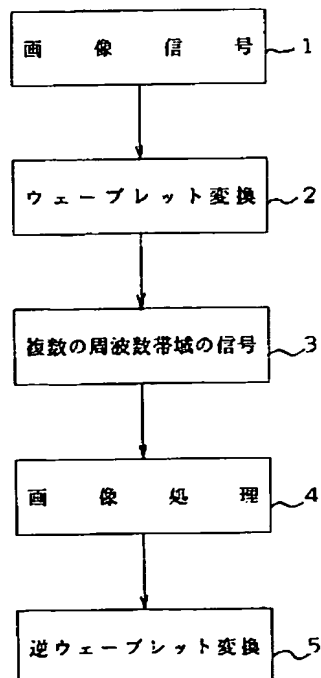 画像信号 1
ウェーブレット変換 2
複数の周波数帯域の信号 3
画像処理 4
逆ウェーブレット変換 5